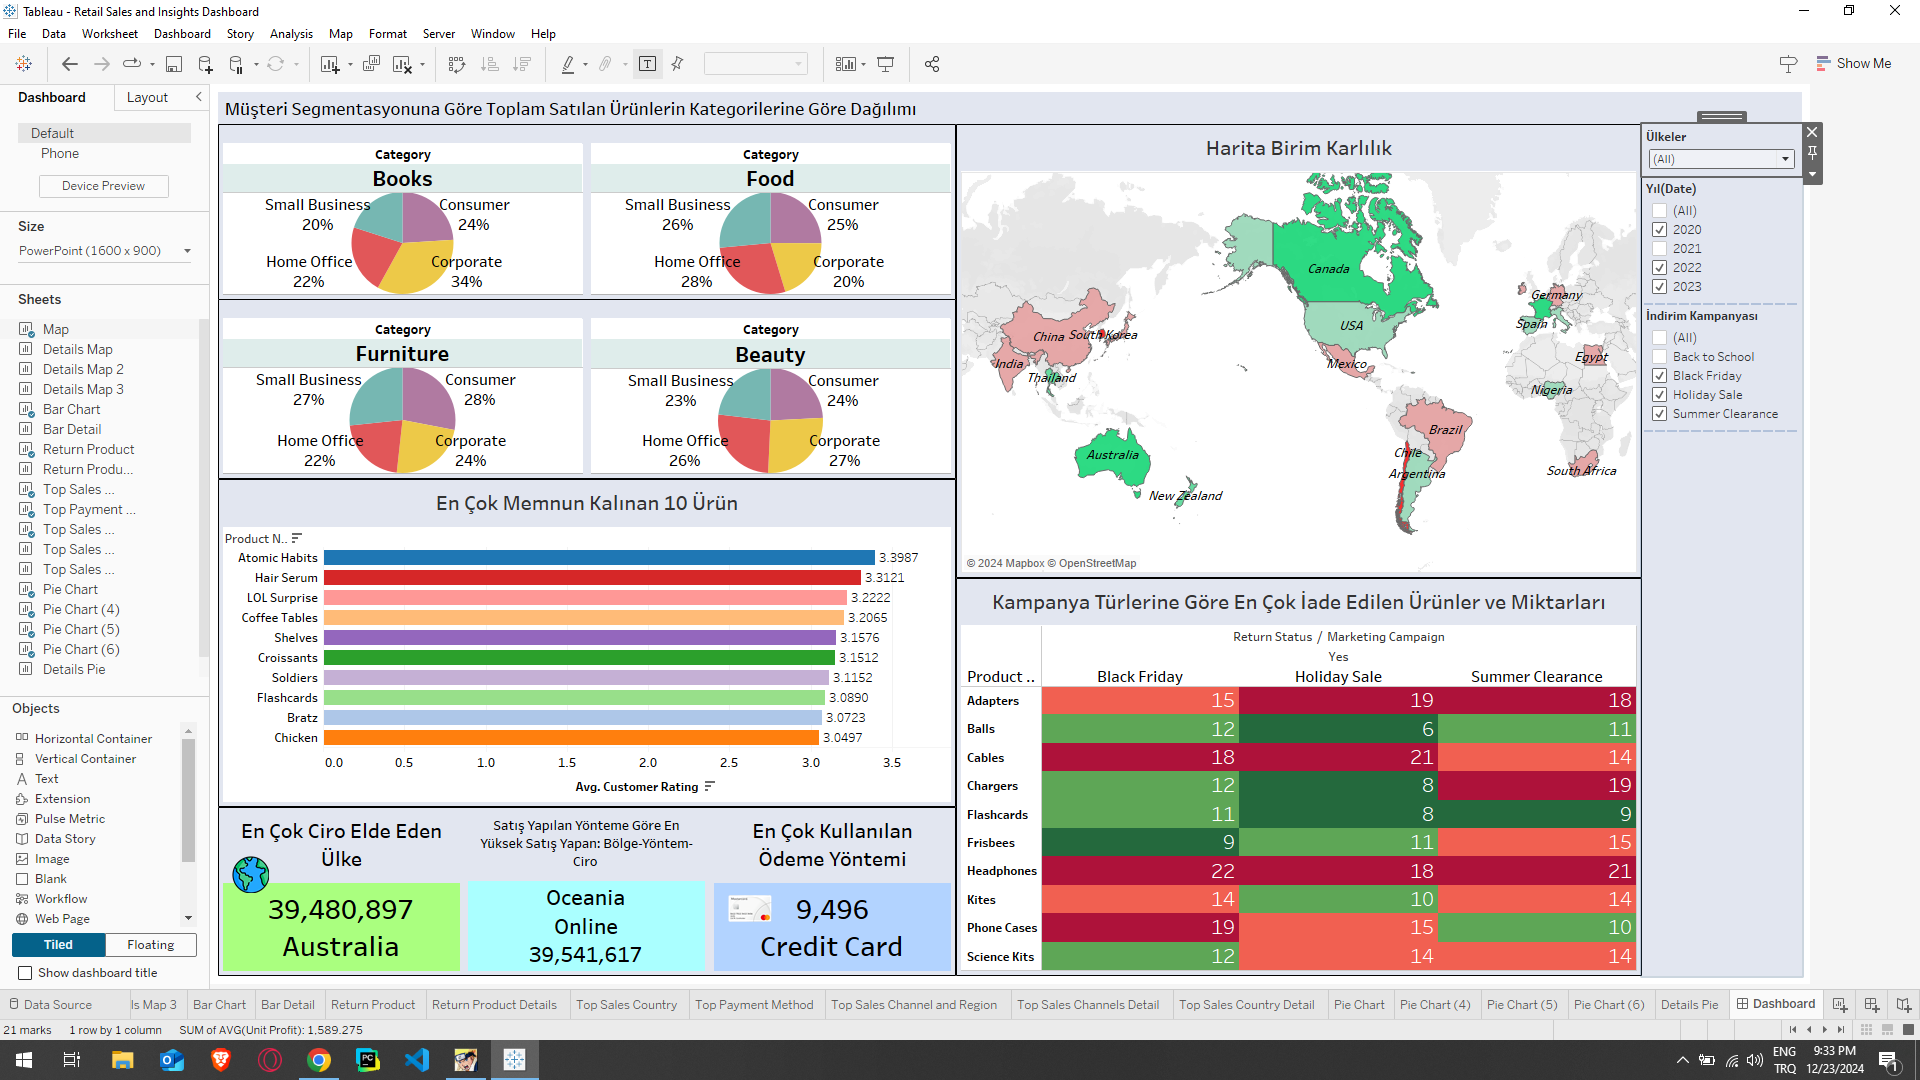 Tableau - Retail Sales and Insights Dashboard
File Data Worksheet Dashboard Story Analysis Map Format Server Window Help
Show Me
Dashboard Layout
Default
Phone
Device Preview
Size
PowerPoint (1600 x 900)
Sheets
Map
Details Map
Details Map 2
Details Map 3
Bar Chart
Bar Detail
Return Product
Return Produ...
Top Sales ...
Top Payment ...
Top Sales ...
Top Sales ...
Top Sales ...
Pie Chart
Pie Chart (4)
Pie Chart (5)
Pie Chart (6)
Details Pie
Objects
Horizontal Container
Vertical Container
Text
Extension
Pulse Metric
Data Story
Image
Blank
Workflow
Web Page
Tiled Floating
Show dashboard title
Müşteri Segmentasyonuna Göre Toplam Satılan Ürünlerin Kategorilerine Göre Dağılımı
Category
Books
Small Business
20%
Consumer
24%
Home Office
22%
Corporate
34%
Category
Food
Small Business
26%
Consumer
25%
Home Office
28%
Corporate
20%
Category
Furniture
Small Business
27%
Consumer
28%
Home Office
22%
Corporate
24%
Category
Beauty
Small Business
23%
Consumer
24%
Home Office
26%
Corporate
27%
En Çok Memnun Kalınan 10 Ürün
Product N..
Atomic Habits 3.3987
Hair Serum 3.3121
LOL Surprise 3.2222
Coffee Tables 3.2065
Shelves 3.1576
Croissants 3.1512
Soldiers 3.1152
Flashcards 3.0890
Bratz 3.0723
Chicken 3.0497
0.0 0.5 1.0 1.5 2.0 2.5 3.0 3.5
Avg. Customer Rating
En Çok Ciro Elde Eden
Ülke
39,480,897
Australia
Satış Yapılan Yönteme Göre En
Yüksek Satış Yapan: Bölge-Yöntem-
Ciro
Oceania
Online
39,541,617
En Çok Kullanılan
Ödeme Yöntemi
9,496
Credit Card
Harita Birim Karlılık
Canada
Germany
USA
Spain
China
South Korea
Egypt
India
Mexico
Thailand
Nigeria
Brazil
Chile
Australia
Argentina
South Africa
New Zealand
© 2024 Mapbox © OpenStreetMap
Kampanya Türlerine Göre En Çok İade Edilen Ürünler ve Miktarları
Return Status / Marketing Campaign
Yes
Product .. Black Friday Holiday Sale Summer Clearance
Adapters 15 19 18
Balls 12 6 11
Cables 18 21 14
Chargers 12 8 19
Flashcards 11 8 9
Frisbees 9 11 15
Headphones 22 18 21
Kites 14 10 14
Phone Cases 19 15 10
Science Kits 12 14 14
Ülkeler
(All)
Yıl(Date)
(All)
2020
2021
2022
2023
İndirim Kampanyası
(All)
Back to School
Black Friday
Holiday Sale
Summer Clearance
Data Source ls Map 3 Bar Chart Bar Detail Return Product Return Product Details Top Sales Country Top Payment Method Top Sales Channel and Region Top Sales Channels Detail Top Sales Country Detail Pie Chart Pie Chart (4) Pie Chart (5) Pie Chart (6) Details Pie Dashboard
21 marks 1 row by 1 column SUM of AVG(Unit Profit): 1,589.275
ENG 9:33 PM
TRQ 12/23/2024
1